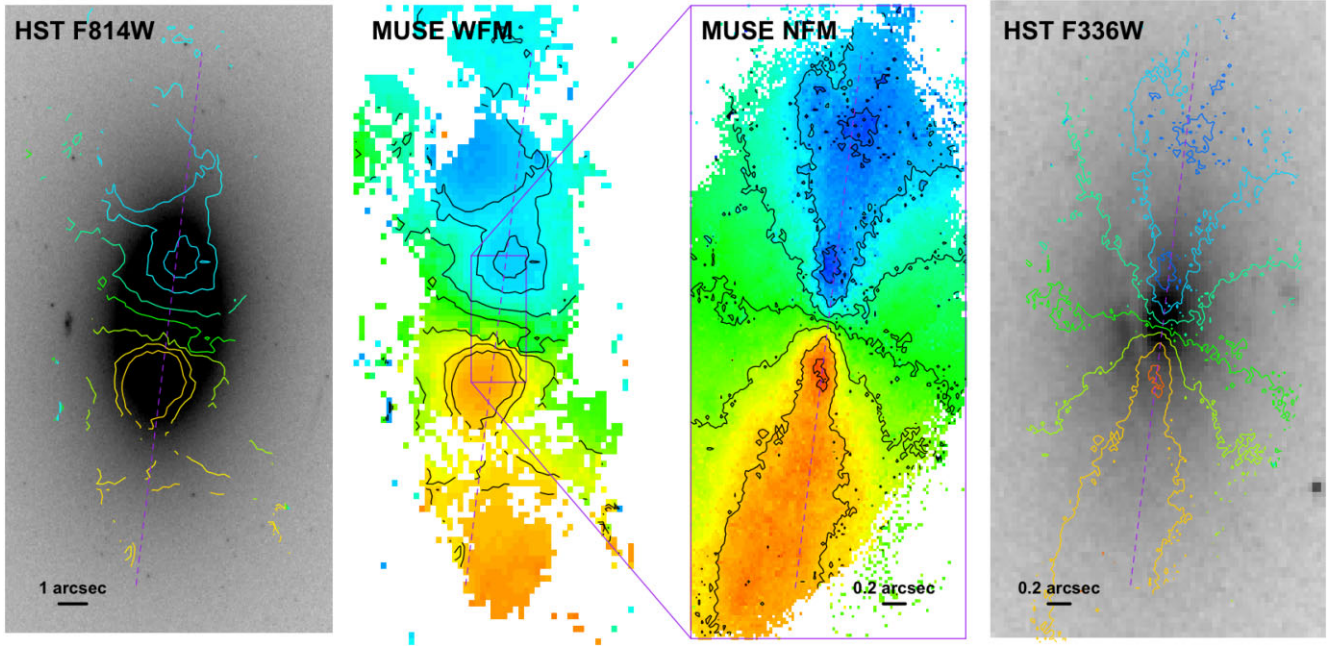 HST F814W
MUSE WFM
MUSE NFM
HST F336W
1 arcsec
0.2 arcsec
0.2 arcsec